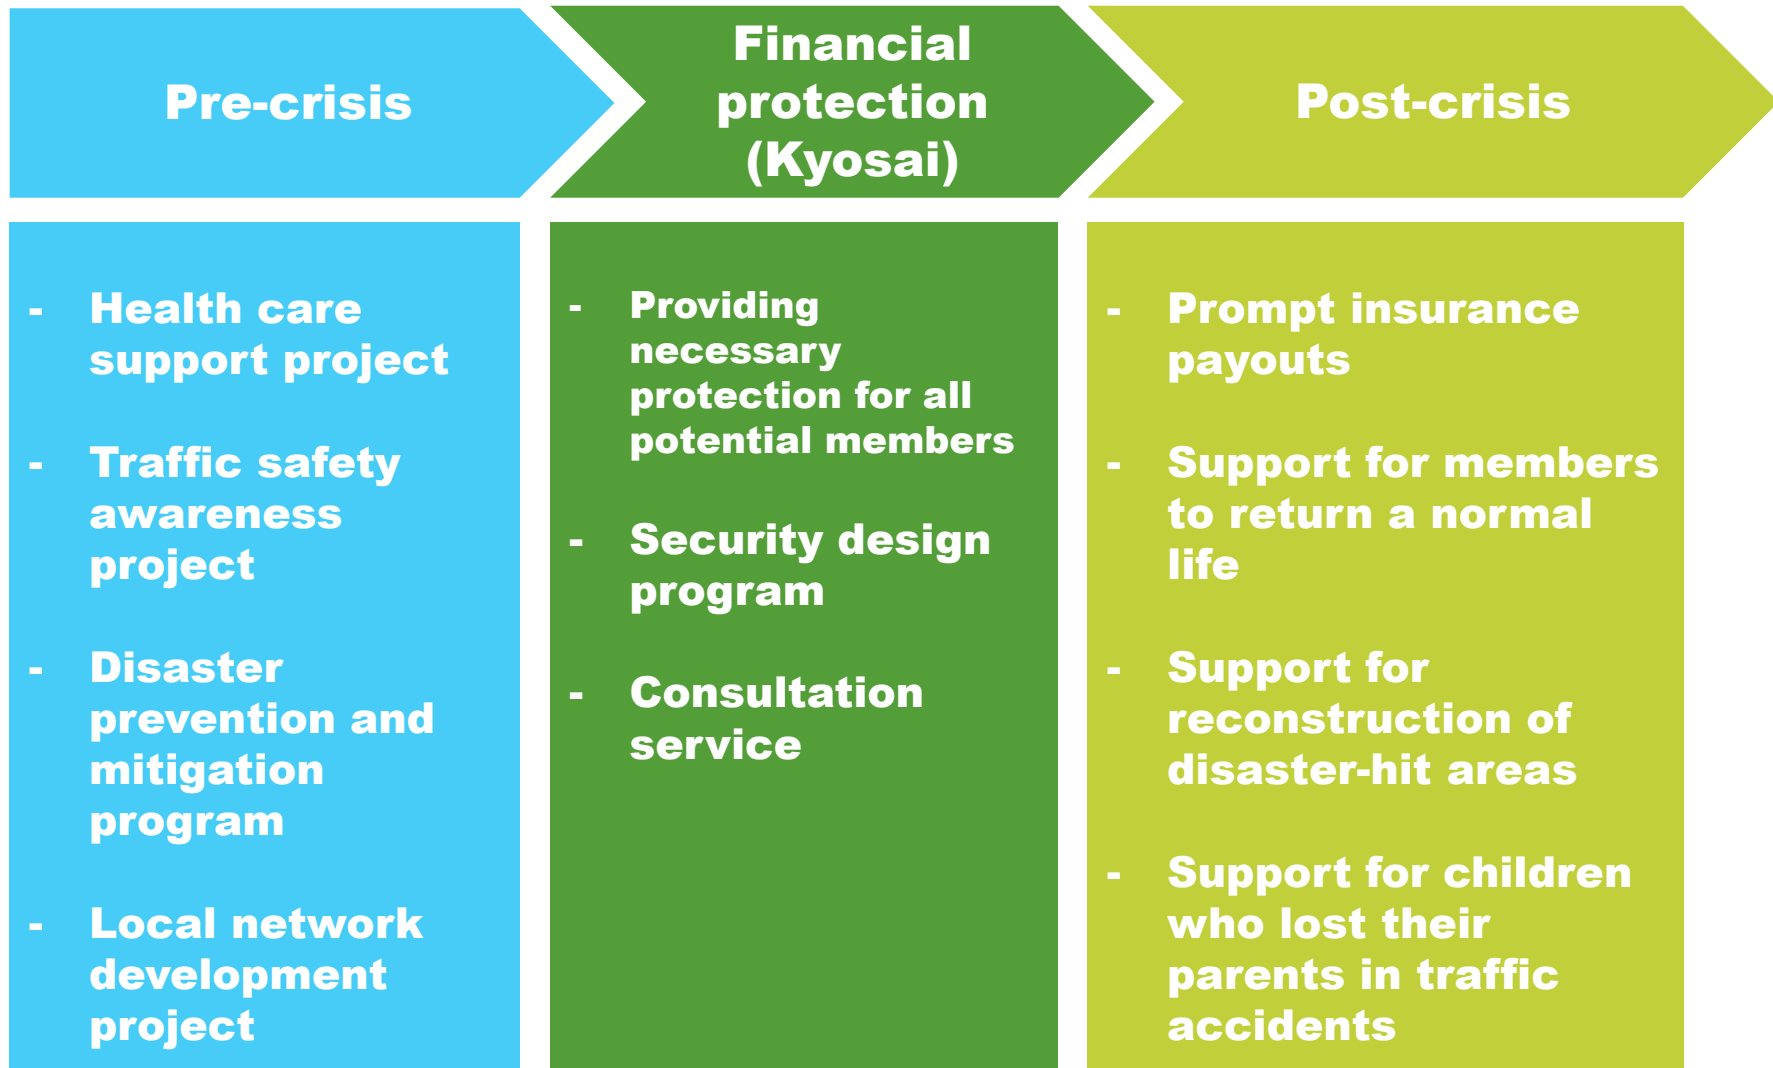 Pre-crisis
Financial
protection
(Kyosai)
Post-crisis
- Health care
support project
- Traffic safety
awareness
project
- Disaster
prevention and
mitigation
program
- Local network
development
project
- Providing
necessary
protection for all
potential members
- Security design
program
- Consultation
service
- Prompt insurance
payouts
- Support for members
to return a normal
life
- Support for
reconstruction of
disaster-hit areas
- Support for children
who lost their
parents in traffic
accidents